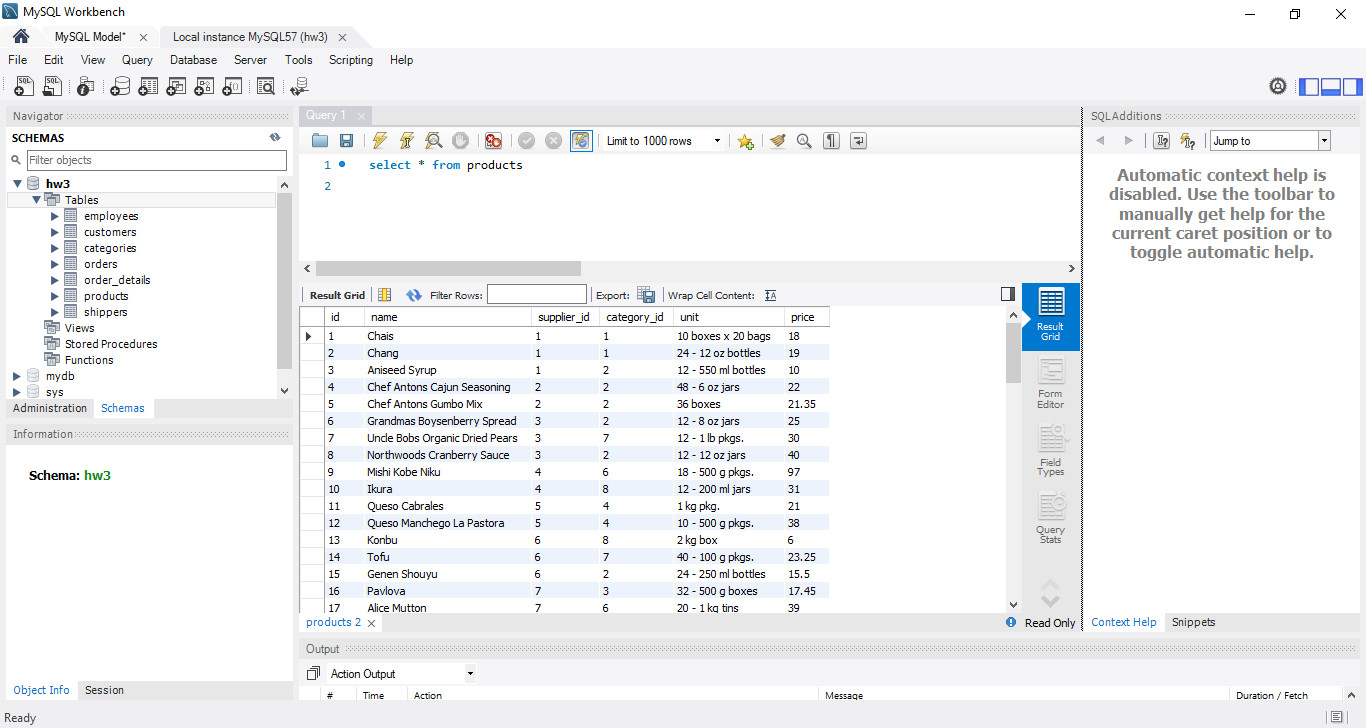 MySQL Workbench
MySQL Model* Local instance MySQL57 (hw3)
File Edit View Query Database Server Tools Scripting Help
Navigator
SCHEMAS
Filter objects
hw3
Tables
employees
customers
categories
orders
order_details
products
shippers
Views
Stored Procedures
Functions
mydb
sys
Administration Schemas
Information
Schema: hw3
Object Info Session
Query 1
Limit to 1000 rows
1 select * from products
2
Result Grid Filter Rows: Export: Wrap Cell Content:
id name supplier_id category_id unit price
1 Chais 1 1 10 boxes x 20 bags 18
2 Chang 1 1 24 - 12 oz bottles 19
3 Aniseed Syrup 1 2 12 - 550 ml bottles 10
4 Chef Antons Cajun Seasoning 2 2 48 - 6 oz jars 22
5 Chef Antons Gumbo Mix 2 2 36 boxes 21.35
6 Grandmas Boysenberry Spread 3 2 12 - 8 oz jars 25
7 Uncle Bobs Organic Dried Pears 3 7 12 - 1 lb pkgs. 30
8 Northwoods Cranberry Sauce 3 2 12 - 12 oz jars 40
9 Mishi Kobe Niku 4 6 18 - 500 g pkgs. 97
10 Ikura 4 8 12 - 200 ml jars 31
11 Queso Cabrales 5 4 1 kg pkg. 21
12 Queso Manchego La Pastora 5 4 10 - 500 g pkgs. 38
13 Konbu 6 8 2 kg box 6
14 Tofu 6 7 40 - 100 g pkgs. 23.25
15 Genen Shouyu 6 2 24 - 250 ml bottles 15.5
16 Pavlova 7 3 32 - 500 g boxes 17.45
17 Alice Mutton 7 6 20 - 1 kg tins 39
Result
Grid
Form
Editor
Field
Types
Query
Stats
products 2 Read Only
Output
Action Output
# Time Action Message Duration / Fetch
SQLAdditions
Jump to
Automatic context help is
disabled. Use the toolbar to
manually get help for the
current caret position or to
toggle automatic help.
Context Help Snippets
Ready